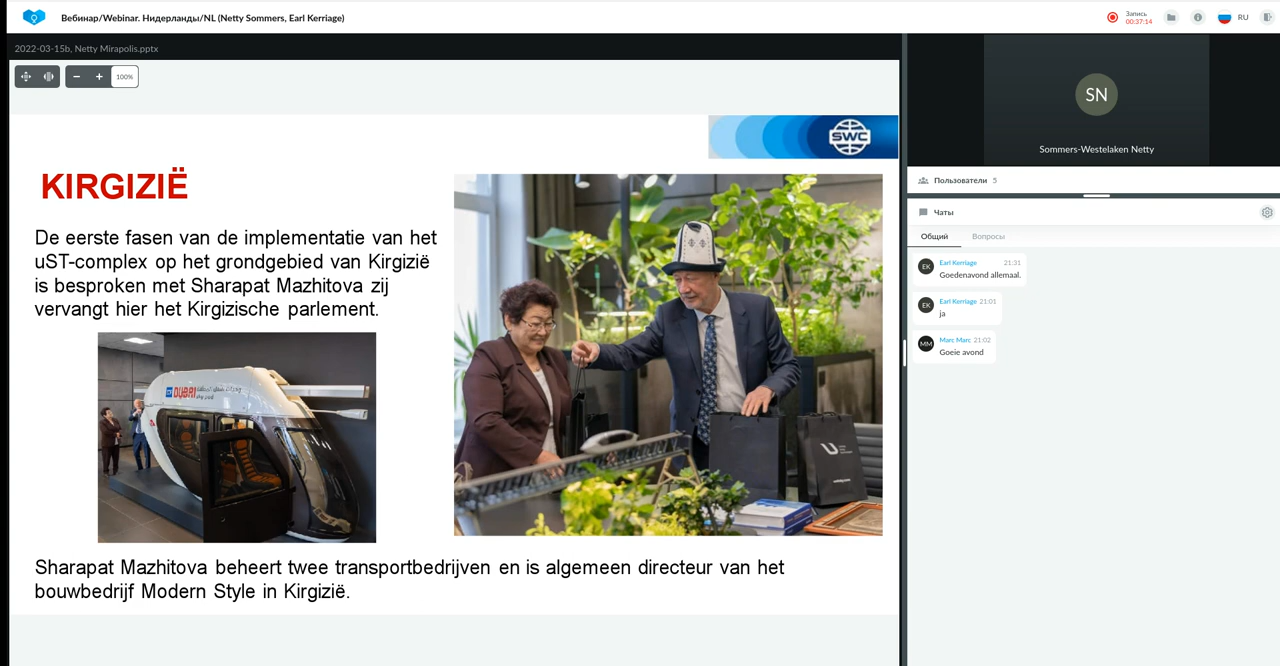 Вебинар/Webinar. Нидерланды/NL (Netty Sommers, Earl Kerriage)
Запись
00:37:14
RU
2022-03-15b, Netty Mirapolis.pptx
100%
SWC
KIRGIZIË
De eerste fasen van de implementatie van het
uST-complex op het grondgebied van Kirgizië
is besproken met Sharapat Mazhitova zij
vervangt hier het Kirgizische parlement.
DUBAI
Sharapat Mazhitova beheert twee transportbedrijven en is algemeen directeur van het
bouwbedrijf Modern Style in Kirgizië.
SN
Sommers-Westelaken Netty
Пользователи 5
Чаты
Общий
Вопросы
EK
Earl Kerriage 21:31
Goedenavond allemaal.
EK
Earl Kerriage 21:01
ja
MM
Marc Marc 21:02
Goeie avond